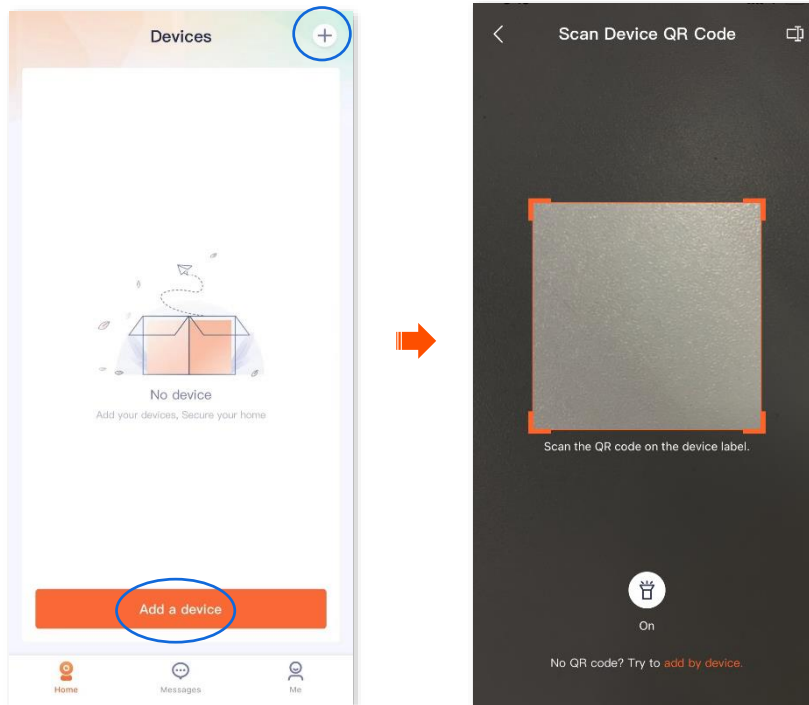 Devices
No device
Add your devices, Secure your home
Add a device
Home
Messages
Me
Scan Device QR Code
Scan the QR code on the device label.
On
No QR code? Try to add by device.